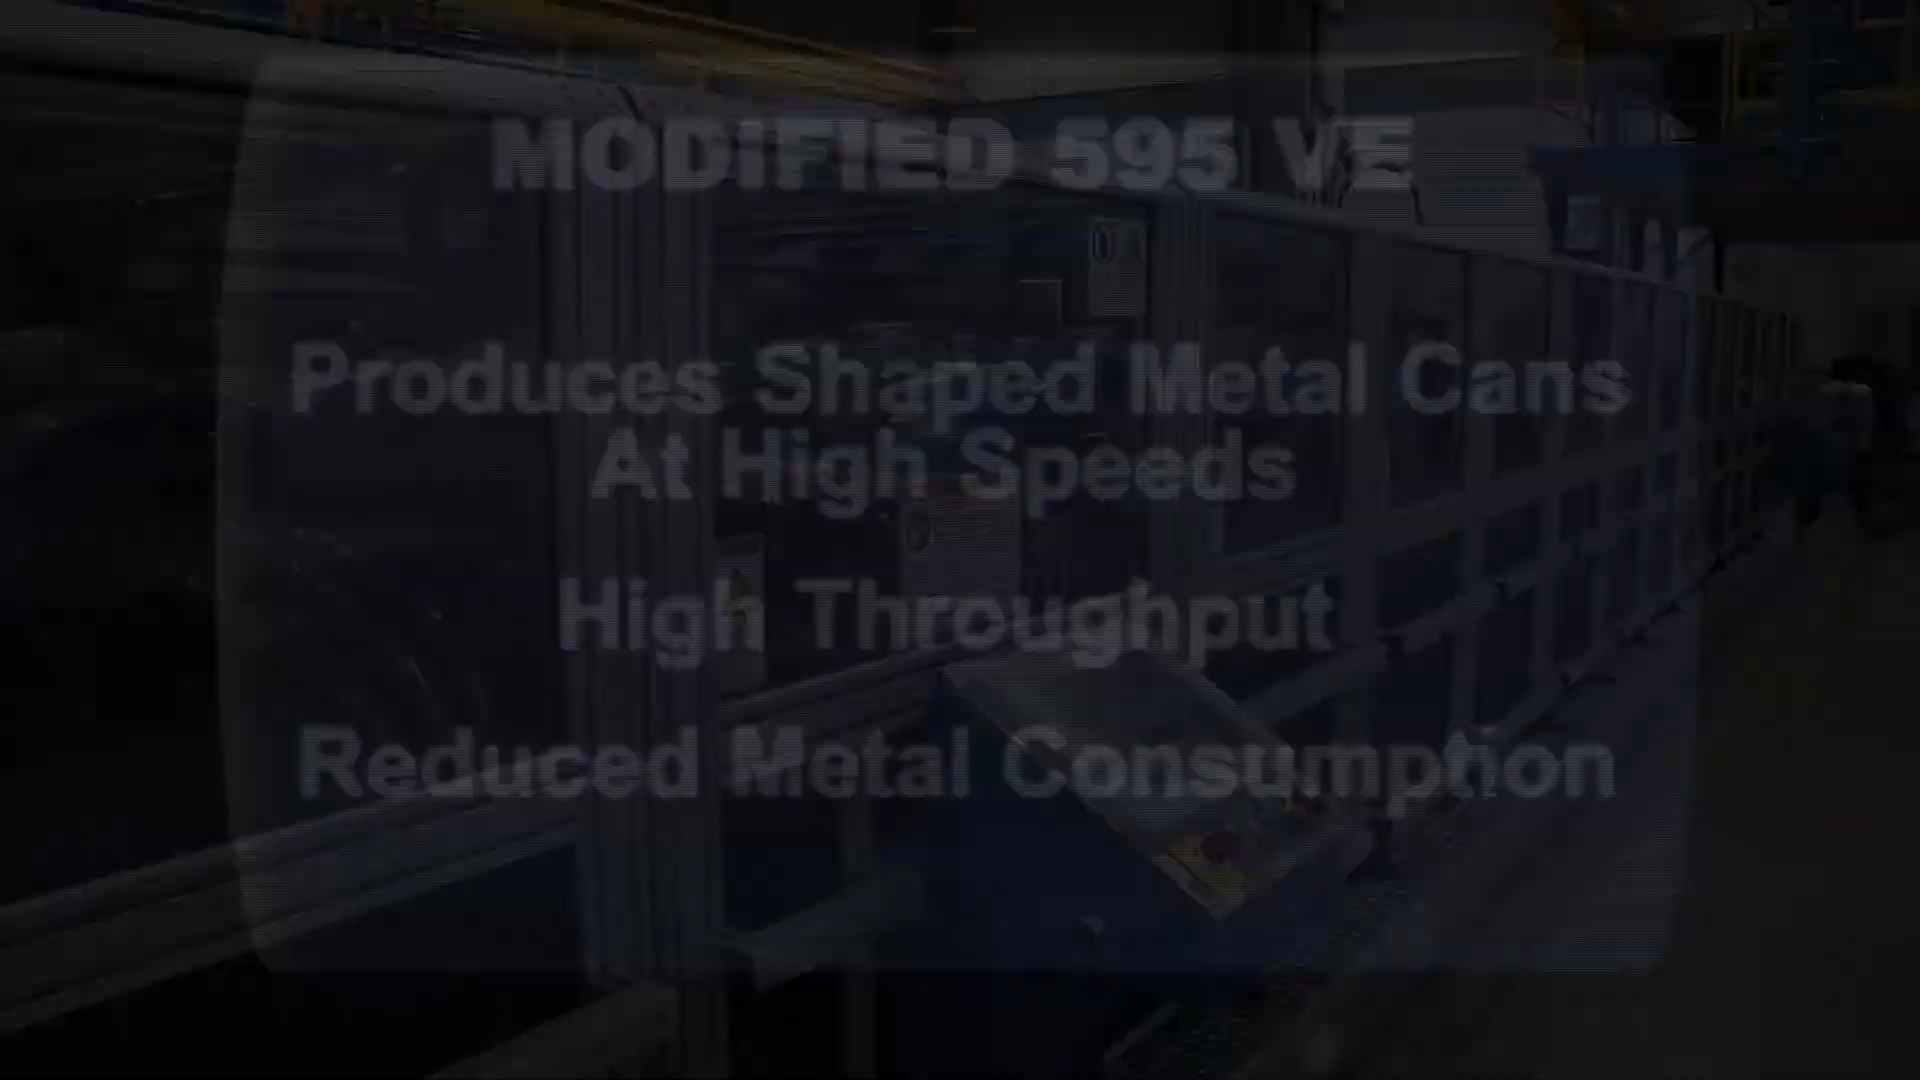 MODiFIED 595 VE
Produces Shaped Metal Cans
At High Speeds
High Throughput
Reduced Metal Consumption